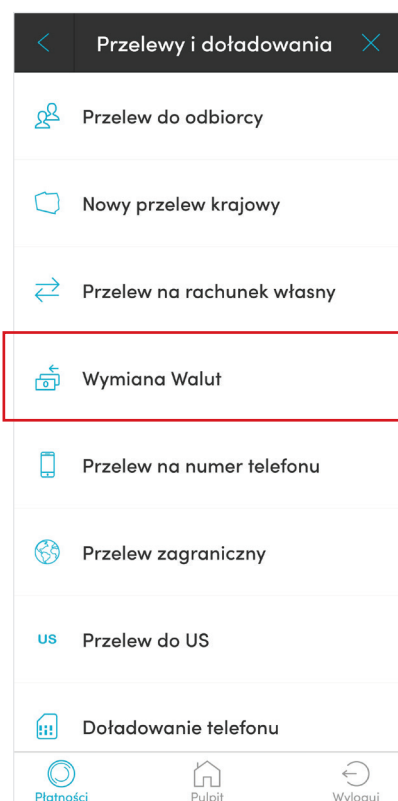 Przelewy i doładowania
Przelew do odbiorcy
Nowy przelew krajowy
Przelew na rachunek własny
Wymiana Walut
Przelew na numer telefonu
Przelew zagraniczny
US Przelew do US
Doładowanie telefonu
Płatności Pulpit Wyloguj